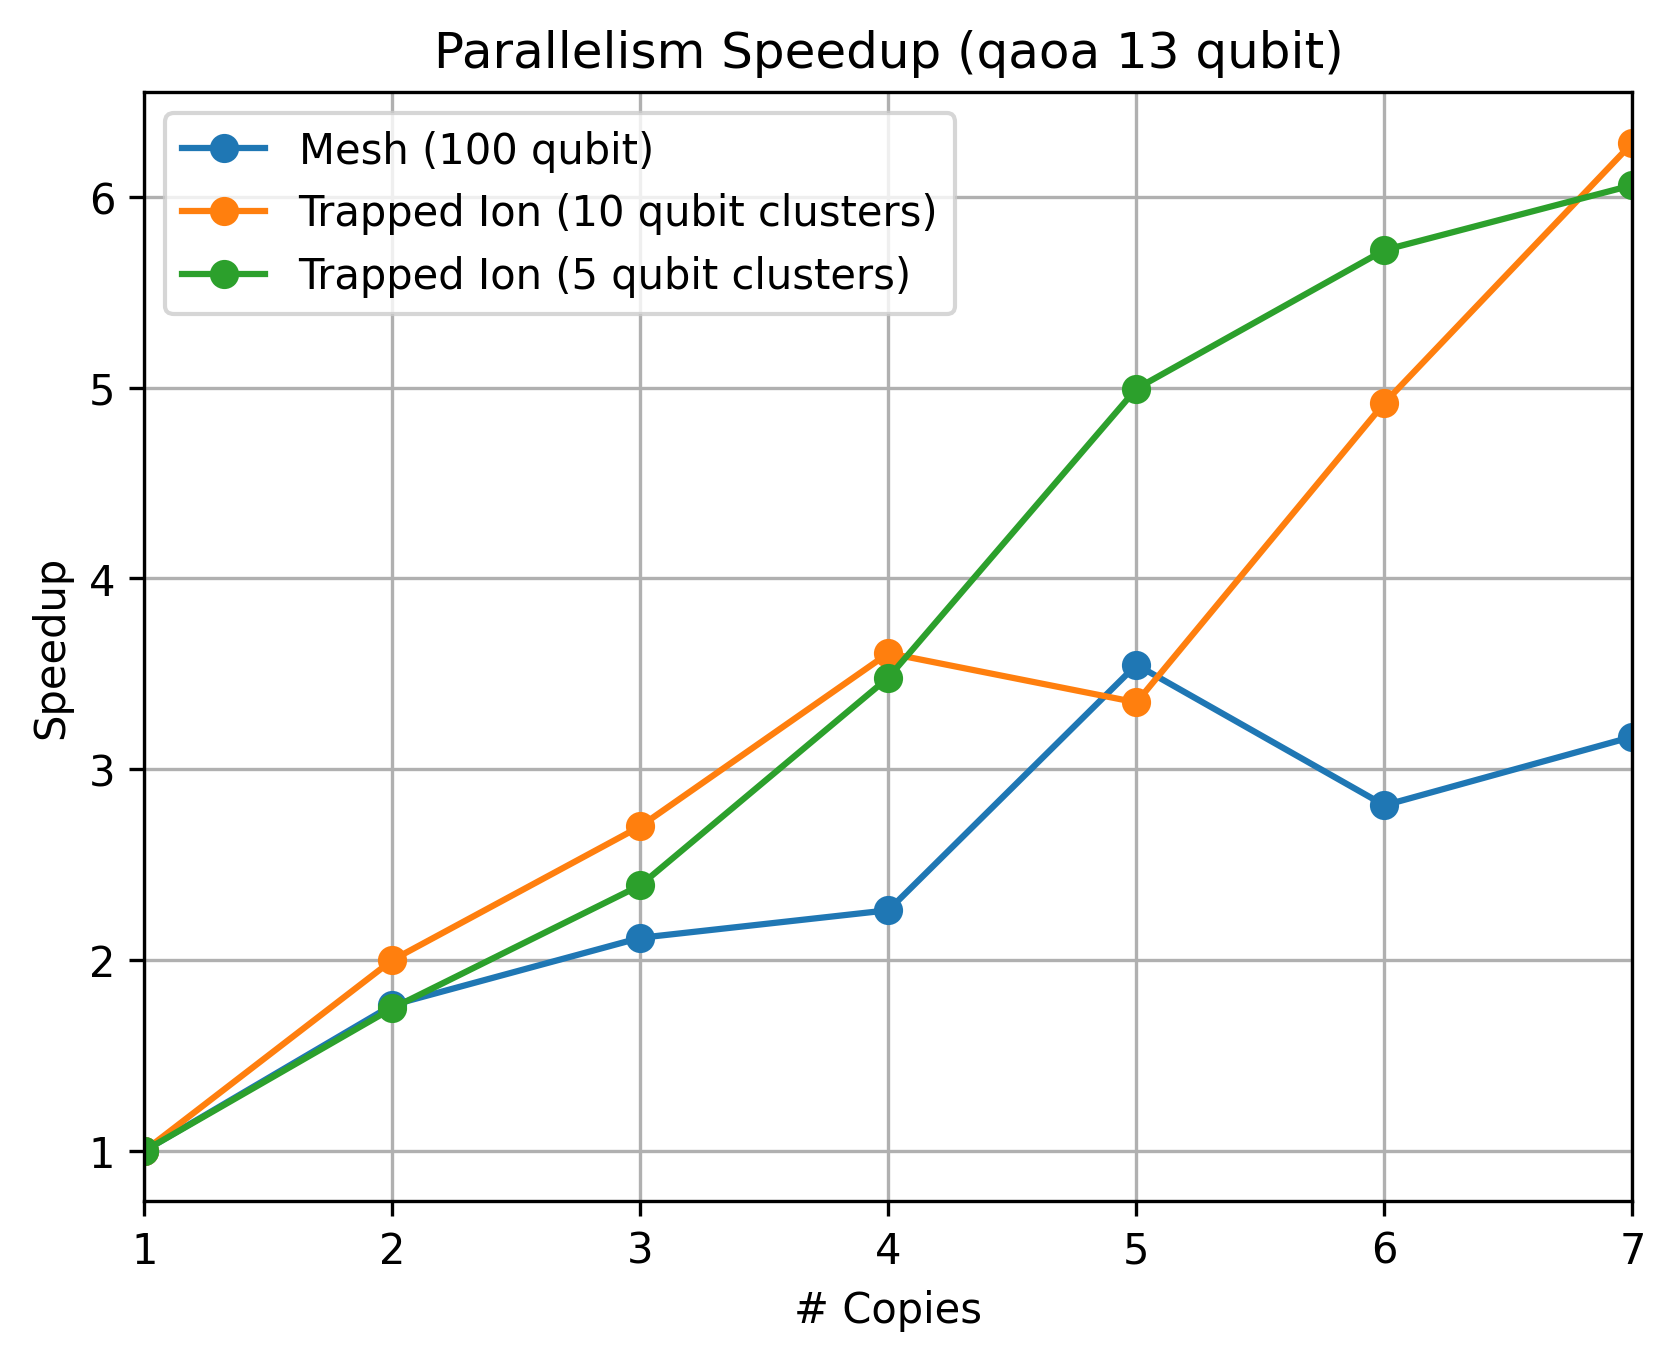 Parallelism Speedup (qaoa 13 qubit)
Mesh (100 qubit)
Trapped Ion (10 qubit clusters)
Trapped Ion (5 qubit clusters)
6
5
4
3
2
1
Speedup
1 2 3 4 5 6 7
# Copies